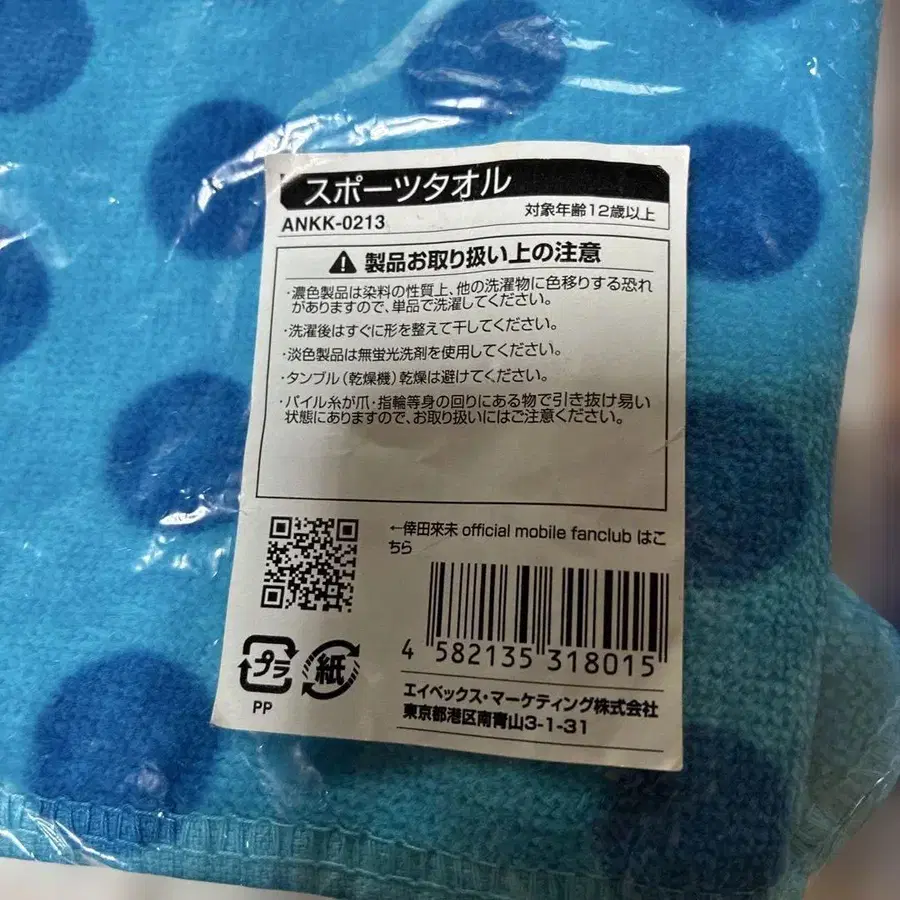 スポーツタオル
ANKK-0213
対象年齢12歳以上
製品お取り扱い上の注意
・濃色製品は染料の性質上、他の洗濯物に色移りする恐れ
がありますので、単品で洗濯してください。
・洗濯後はすぐに形を整えて干してください。
・淡色製品は無蛍光洗剤を使用してください。
・タンブル(乾燥機)乾燥は避けてください。
・パイル糸が爪・指輪等身の回りにある物で引き抜け易い
状態にありますので、お取り扱いにはご注意ください。
←倖田來未 official mobile fanclub はこ
ちら
4 582135 318015
プラ
紙
PP
エイベックス・マーケティング株式会社
東京都港区南青山3-1-31